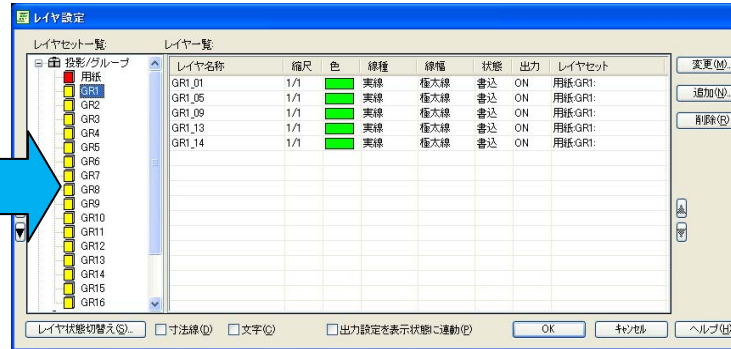 レイヤ設定
レイヤセット一覧: レイヤ一覧:
投影/グループ
用紙
GR1
GR2
GR3
GR4
GR5
GR6
GR7
GR8
GR9
GR10
GR11
GR12
GR13
GR14
GR15
GR16
レイヤ名称 縮尺 色 線種 線幅 状態 出力 レイヤセット
GR1_01 1/1 実線 極太線 書込 ON 用紙:GR1:
GR1_05 1/1 実線 極太線 書込 ON 用紙:GR1:
GR1_09 1/1 実線 極太線 書込 ON 用紙:GR1:
GR1_13 1/1 実線 極太線 書込 ON 用紙:GR1:
GR1_14 1/1 実線 極太線 書込 ON 用紙:GR1:
変更(M)...
追加(N)...
削除(R)
レイヤ状態切替え(S)... 寸法線(D) 文字(C) 出力設定を表示状態に連動(P) OK キャンセル ヘルプ(H)